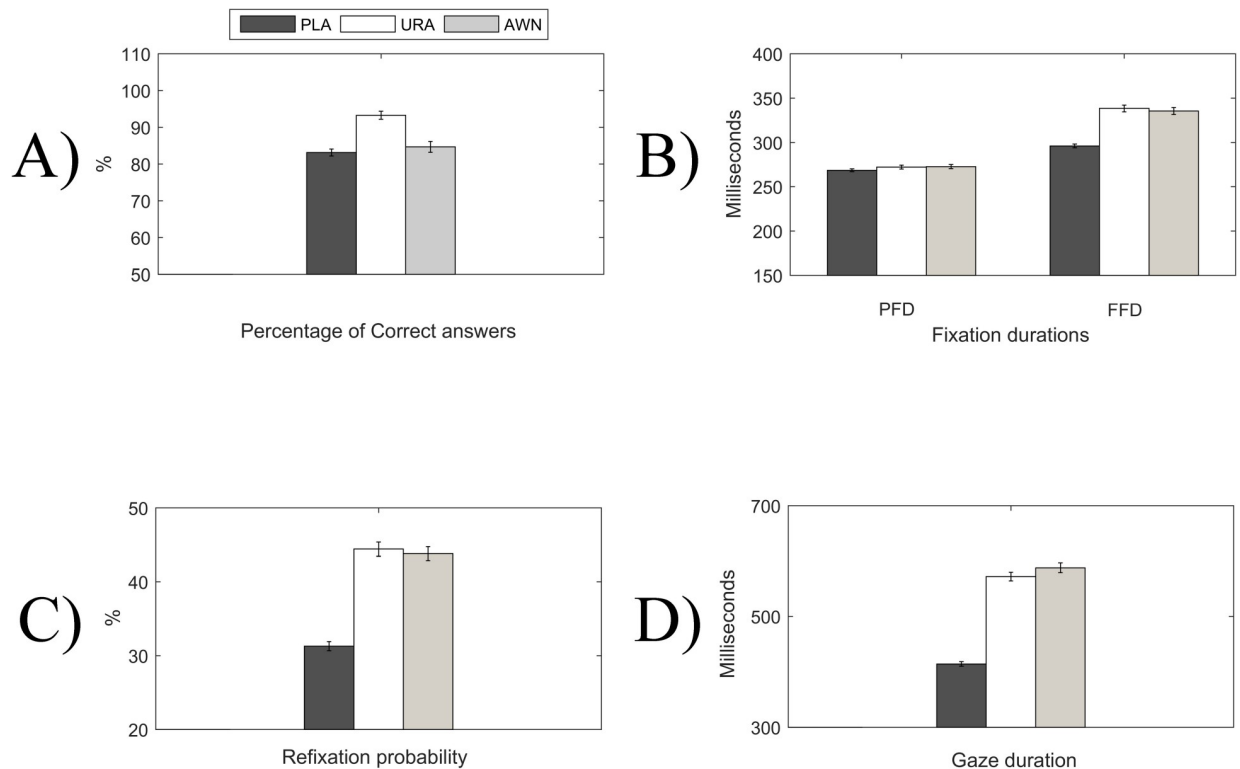 PLA URA AWN
A)
%
110
100
90
80
70
60
50
Percentage of Correct answers
B)
Milliseconds
400
350
300
250
200
150
PFD FFD
Fixation durations
C)
%
50
40
30
20
Refixation probability
D)
Milliseconds
700
500
300
Gaze duration